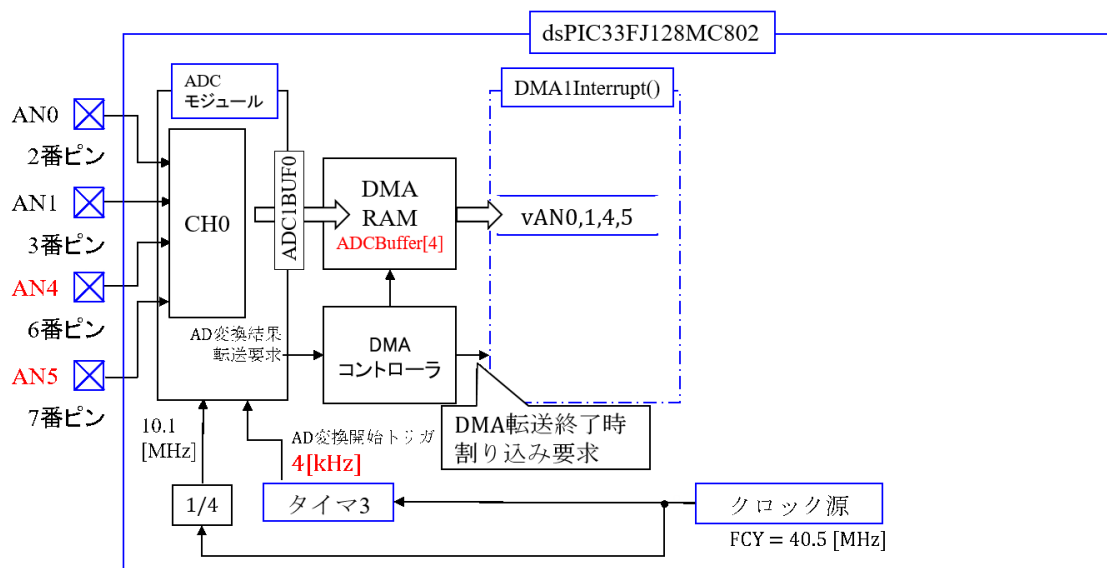 dsPIC33FJ128MC802
ADC
モジュール
DMA1Interrupt()
AN0
2番ピン
AN1
3番ピン
AN4
6番ピン
AN5
7番ピン
CH0
ADC1BUF0
DMA
RAM
ADCBuffer[4]
vAN0,1,4,5
AD変換結果
転送要求
DMA
コントローラ
DMA転送終了時
割り込み要求
10.1
[MHz]
AD変換開始トリガ
4[kHz]
1/4
タイマ3
クロック源
FCY = 40.5 [MHz]